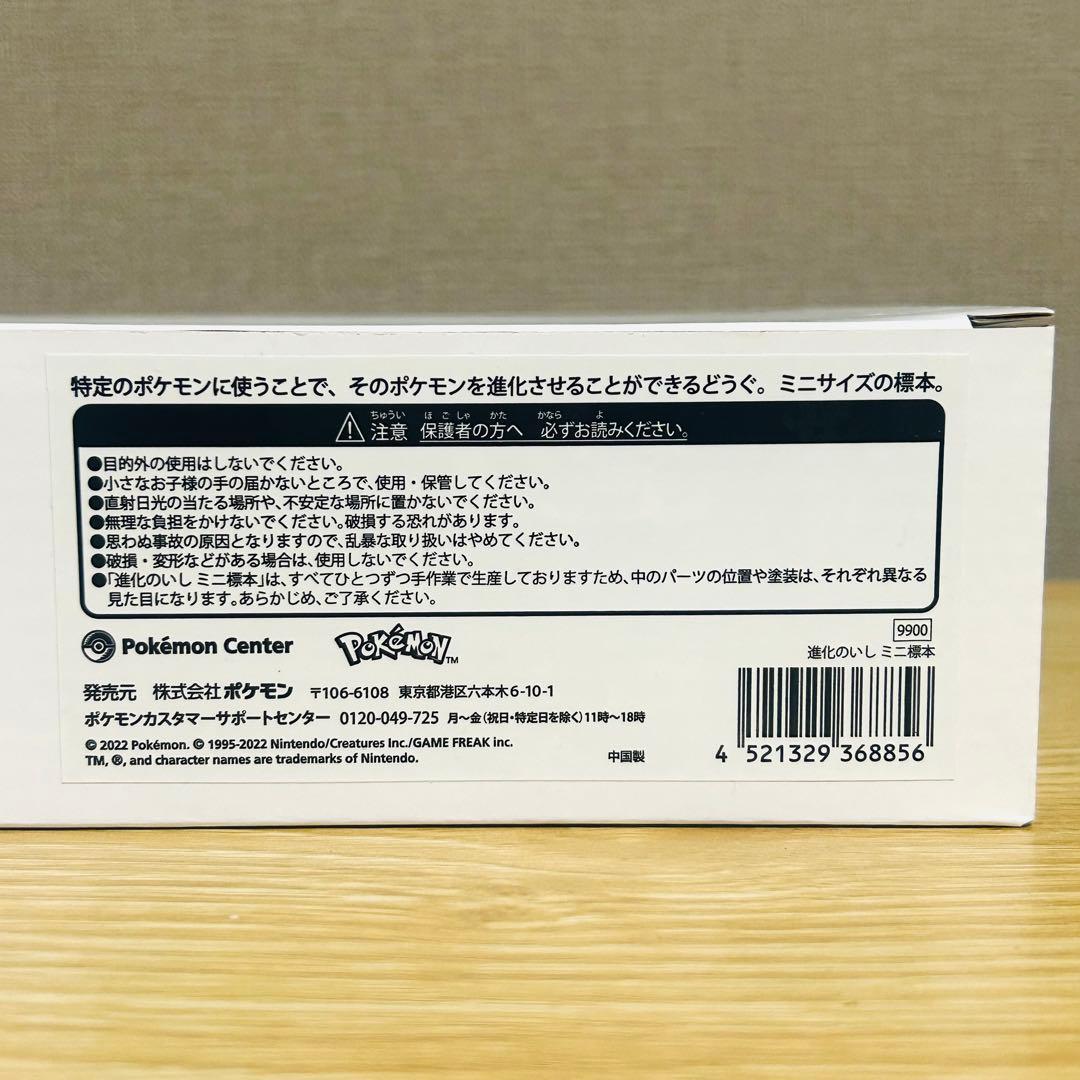 特定のポケモンに使うことで、そのポケモンを進化させることができるどうぐ。ミニサイズの標本。
ちゅうい ほごしゃ かた かなら よ
注意 保護者の方へ 必ずお読みください。
●目的外の使用はしないでください。
●小さなお子様の手の届かないところで、使用・保管してください。
●直射日光の当たる場所や、不安定な場所に置かないでください。
●無理な負担をかけないでください。破損する恐れがあります。
●思わぬ事故の原因となりますので、乱暴な取り扱いはやめてください。
●破損・変形などがある場合は、使用しないでください。
●「進化のいし ミニ標本」は、すべてひとつずつ手作業で生産しておりますため、中のパーツの位置や塗装は、それぞれ異なる
見た目になります。あらかじめ、ご了承ください。
Pokémon Center POKéMON TM
9900
進化のいし ミニ標本
発売元 株式会社ポケモン 〒106-6108 東京都港区六本木6-10-1
ポケモンカスタマーサポートセンター 0120-049-725 月～金(祝日・特定日を除く)11時～18時
© 2022 Pokémon. © 1995-2022 Nintendo/Creatures Inc./GAME FREAK inc.
TM, ®, and character names are trademarks of Nintendo.
中国製
4 521329 368856